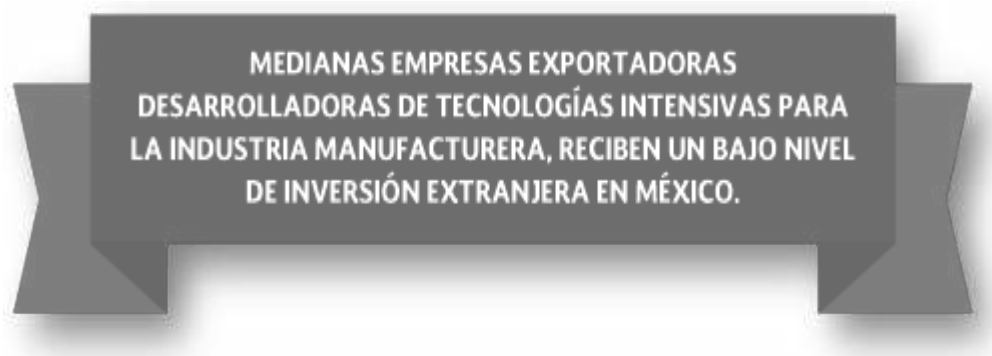 MEDIANAS EMPRESAS EXPORTADORAS
DESARROLLADORAS DE TECNOLOGÍAS INTENSIVAS PARA
LA INDUSTRIA MANUFACTURERA, RECIBEN UN BAJO NIVEL
DE INVERSIÓN EXTRANJERA EN MÉXICO.